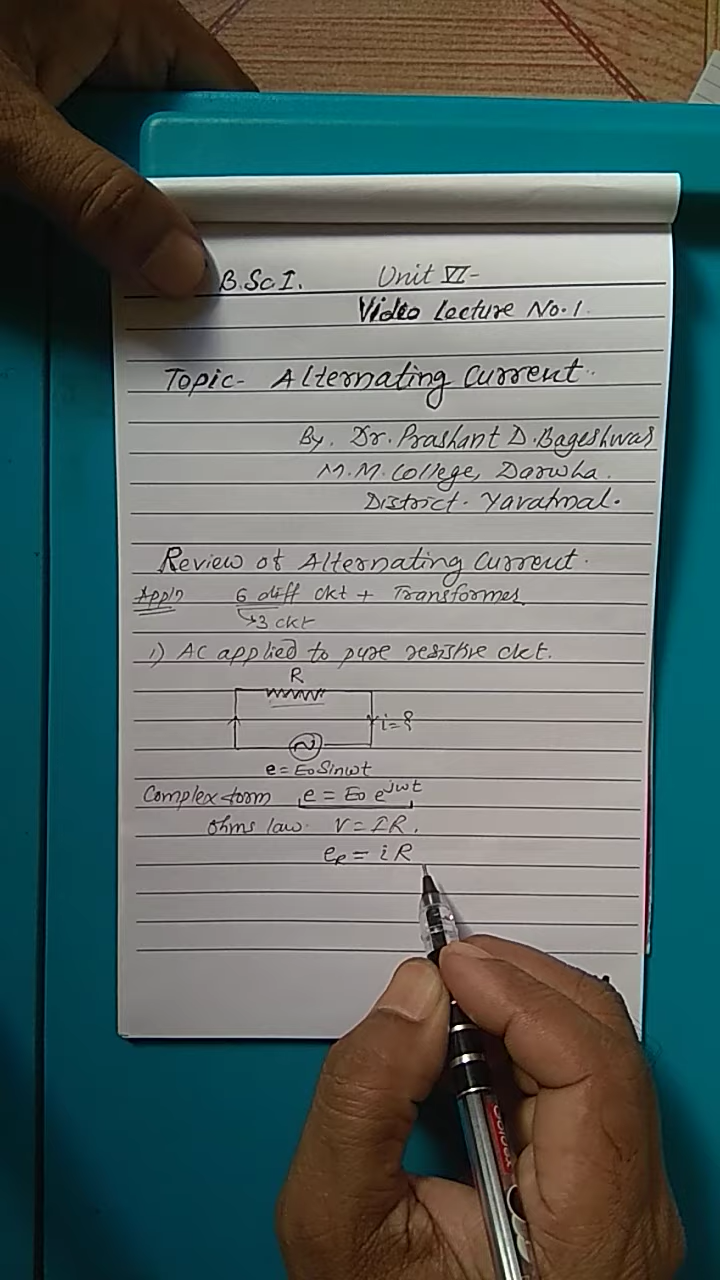 B.Sc I. Unit VI-
Video Lecture No.1.
Topic- Alternating Current.
By. Dr. Prashant D. Bageshwar
M.M. College, Darwha.
District. Yavatmal.
Review of Alternating Current.
Appln 6 diff ckt + Transformer.
→3 ckt
1) AC applied to pure resistive ckt.
R
i=?
e = E₀ Sinωt
Complex form e = E₀ e^jωt
ohms law. V = IR.
e_R = i R